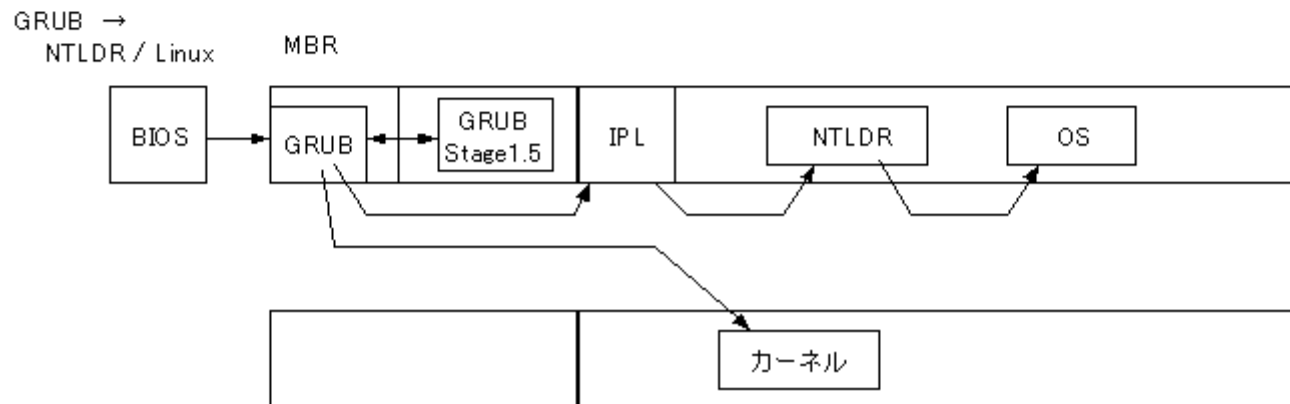 GRUB →
NTLDR / Linux
MBR
BIOS
GRUB
GRUB
Stage1.5
IPL
NTLDR
OS
カーネル